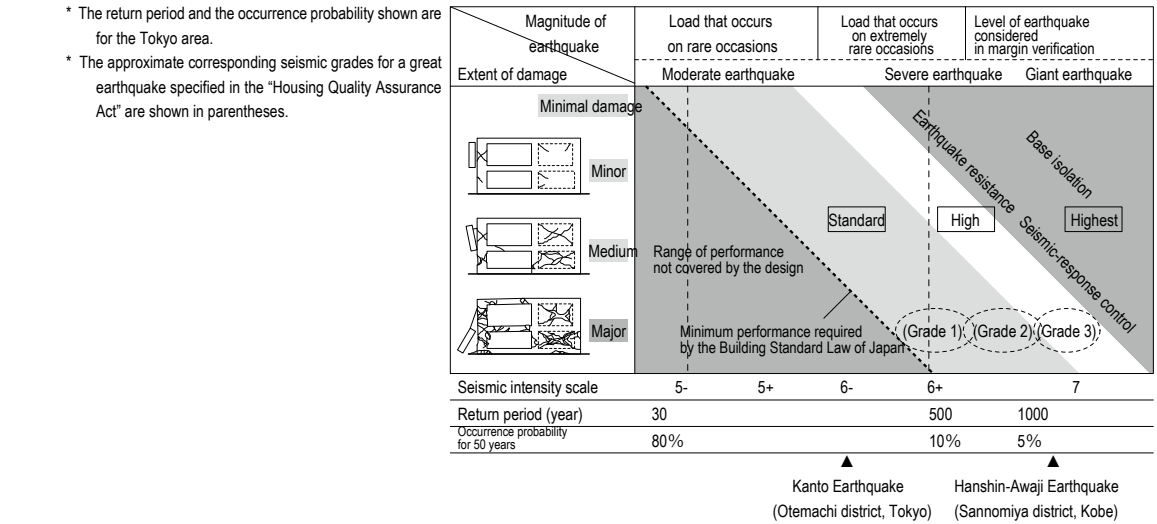 * The return period and the occurrence probability shown are
for the Tokyo area.
* The approximate corresponding seismic grades for a great
earthquake specified in the “Housing Quality Assurance
Act” are shown in parentheses.
Magnitude of
earthquake
Extent of damage
Load that occurs
on rare occasions
Load that occurs
on extremely
rare occasions
Level of earthquake
considered
in margin verification
Moderate earthquake
Severe earthquake
Giant earthquake
Minimal damage
Minor
Medium
Major
Earthquake resistance
Base isolation
Seismic-response control
Standard
High
Highest
Range of performance
not covered by the design
Minimum performance required
by the Building Standard Law of Japan
(Grade 1)
(Grade 2)
(Grade 3)
Seismic intensity scale 5- 5+ 6- 6+ 7
Return period (year) 30 500 1000
Occurrence probability
for 50 years
80% 10% 5%
▲ ▲
Kanto Earthquake
(Otemachi district, Tokyo)
Hanshin-Awaji Earthquake
(Sannomiya district, Kobe)